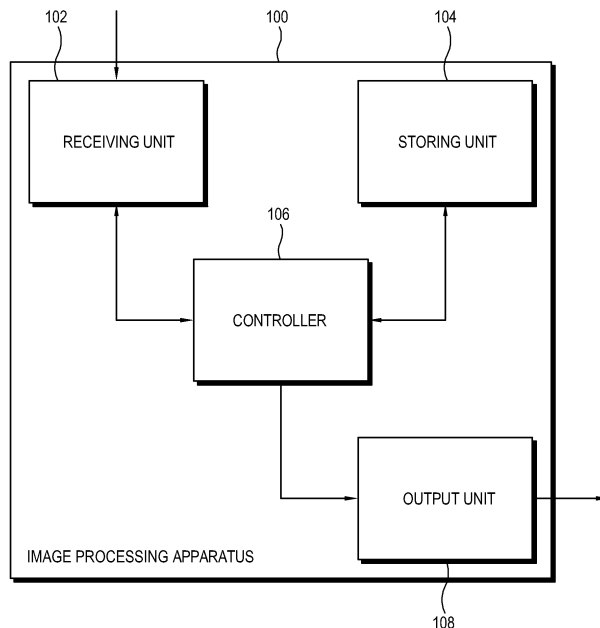 102
100
104
RECEIVING UNIT
STORING UNIT
106
CONTROLLER
OUTPUT UNIT
IMAGE PROCESSING APPARATUS
108